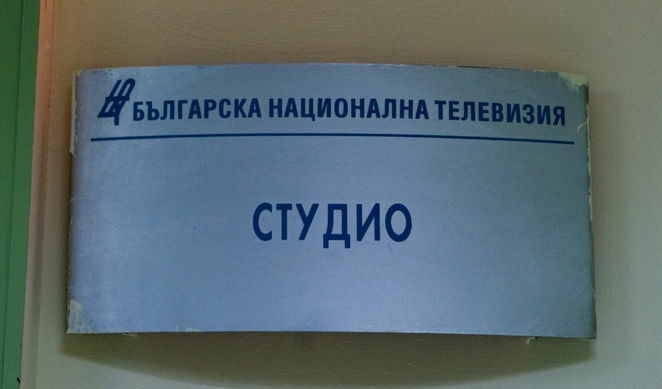 БЪЛГАРСКА НАЦИОНАЛНА ТЕЛЕВИЗИЯ
СТУДИО